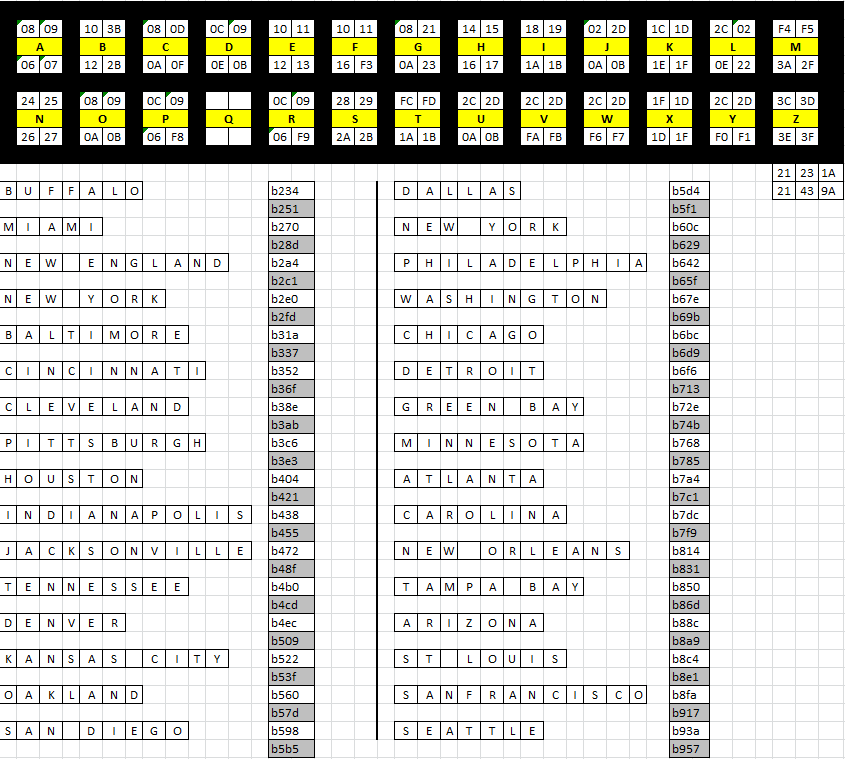 08 09 10 3B 08 0D 0C 09 10 11 10 11 08 21 14 15 18 19 02 2D 1C 1D 2C 02 F4 F5
A B C D E F G H I J K L M
06 07 12 2B 0A 0F 0E 0B 12 13 16 F3 0A 23 16 17 1A 1B 0A 0B 1E 1F 0E 22 3A 2F
24 25 08 09 0C 09 0C 09 28 29 FC FD 2C 2D 2C 2D 2C 2D 1F 1D 2C 2D 3C 3D
N O P Q R S T U V W X Y Z
26 27 0A 0B 06 F8 06 F9 2A 2B 1A 1B 0A 0B FA FB F6 F7 1D 1F F0 F1 3E 3F
21 23 1A
BUFFALO b234 DALLAS b5d4 21 43 9A
b251 b5f1
MIAMI b270 NEW YORK b60c
b28d b629
NEW ENGLAND b2a4 PHILADELPHIA b642
b2c1 b65f
NEW YORK b2e0 WASHINGTON b67e
b2fd b69b
BALTIMORE b31a CHICAGO b6bc
b337 b6d9
CINCINNATI b352 DETROIT b6f6
b36f b713
CLEVELAND b38e GREEN BAY b72e
b3ab b74b
PITTSBURGH b3c6 MINNESOTA b768
b3e3 b785
HOUSTON b404 ATLANTA b7a4
b421 b7c1
INDIANAPOLIS b438 CAROLINA b7dc
b455 b7f9
JACKSONVILLE b472 NEW ORLEANS b814
b48f b831
TENNESSEE b4b0 TAMPA BAY b850
b4cd b86d
DENVER b4ec ARIZONA b88c
b509 b8a9
KANSAS CITY b522 ST LOUIS b8c4
b53f b8e1
OAKLAND b560 SANFRANCISCO b8fa
b57d b917
SAN DIEGO b598 SEATTLE b93a
b5b5 b957